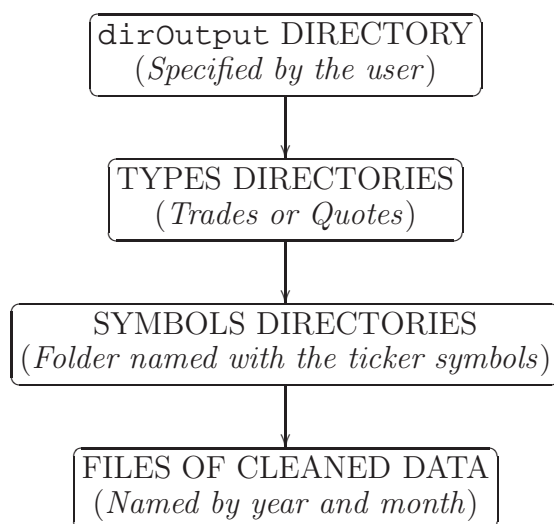 dirOutput DIRECTORY
(Specified by the user)
TYPES DIRECTORIES
(Trades or Quotes)
SYMBOLS DIRECTORIES
(Folder named with the ticker symbols)
FILES OF CLEANED DATA
(Named by year and month)